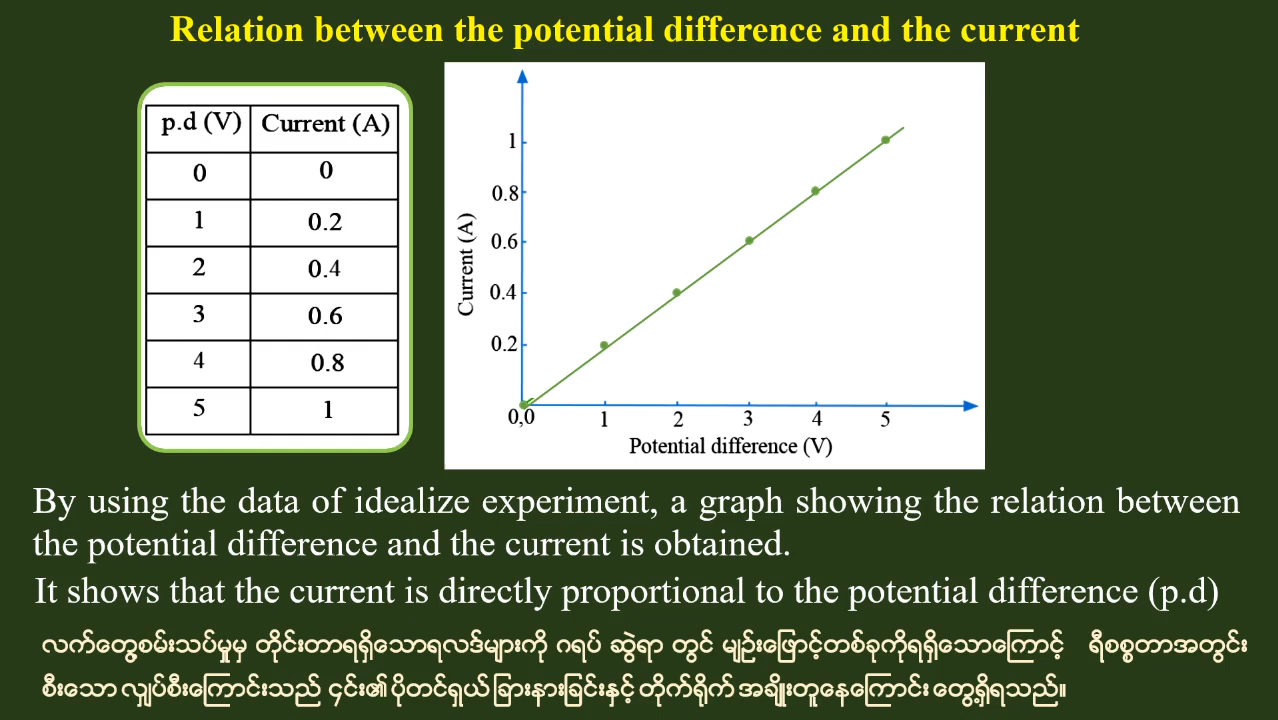 Relation between the potential difference and the current
p.d (V) Current (A)
0 0
1 0.2
2 0.4
3 0.6
4 0.8
5 1
Current (A)
1
0.8
0.6
0.4
0.2
0,0 1 2 3 4 5
Potential difference (V)
By using the data of idealize experiment, a graph showing the relation between
the potential difference and the current is obtained.
It shows that the current is directly proportional to the potential difference (p.d)
လက်တွေ့စမ်းသပ်မှုမှ တိုင်းတာရရှိသောရလဒ်များကို ဂရပ် ဆွဲရာ တွင် မျဉ်းဖြောင့်တစ်ခုကိုရရှိသောကြောင့် ရီစစ္စတာအတွင်း
စီးသော လျှပ်စီးကြောင်းသည် ၄င်း၏ ပိုတင်ရှယ် ခြားနားခြင်းနှင့် တိုက်ရိုက် အချိုးတူနေကြောင်း တွေ့ရှိရသည်။